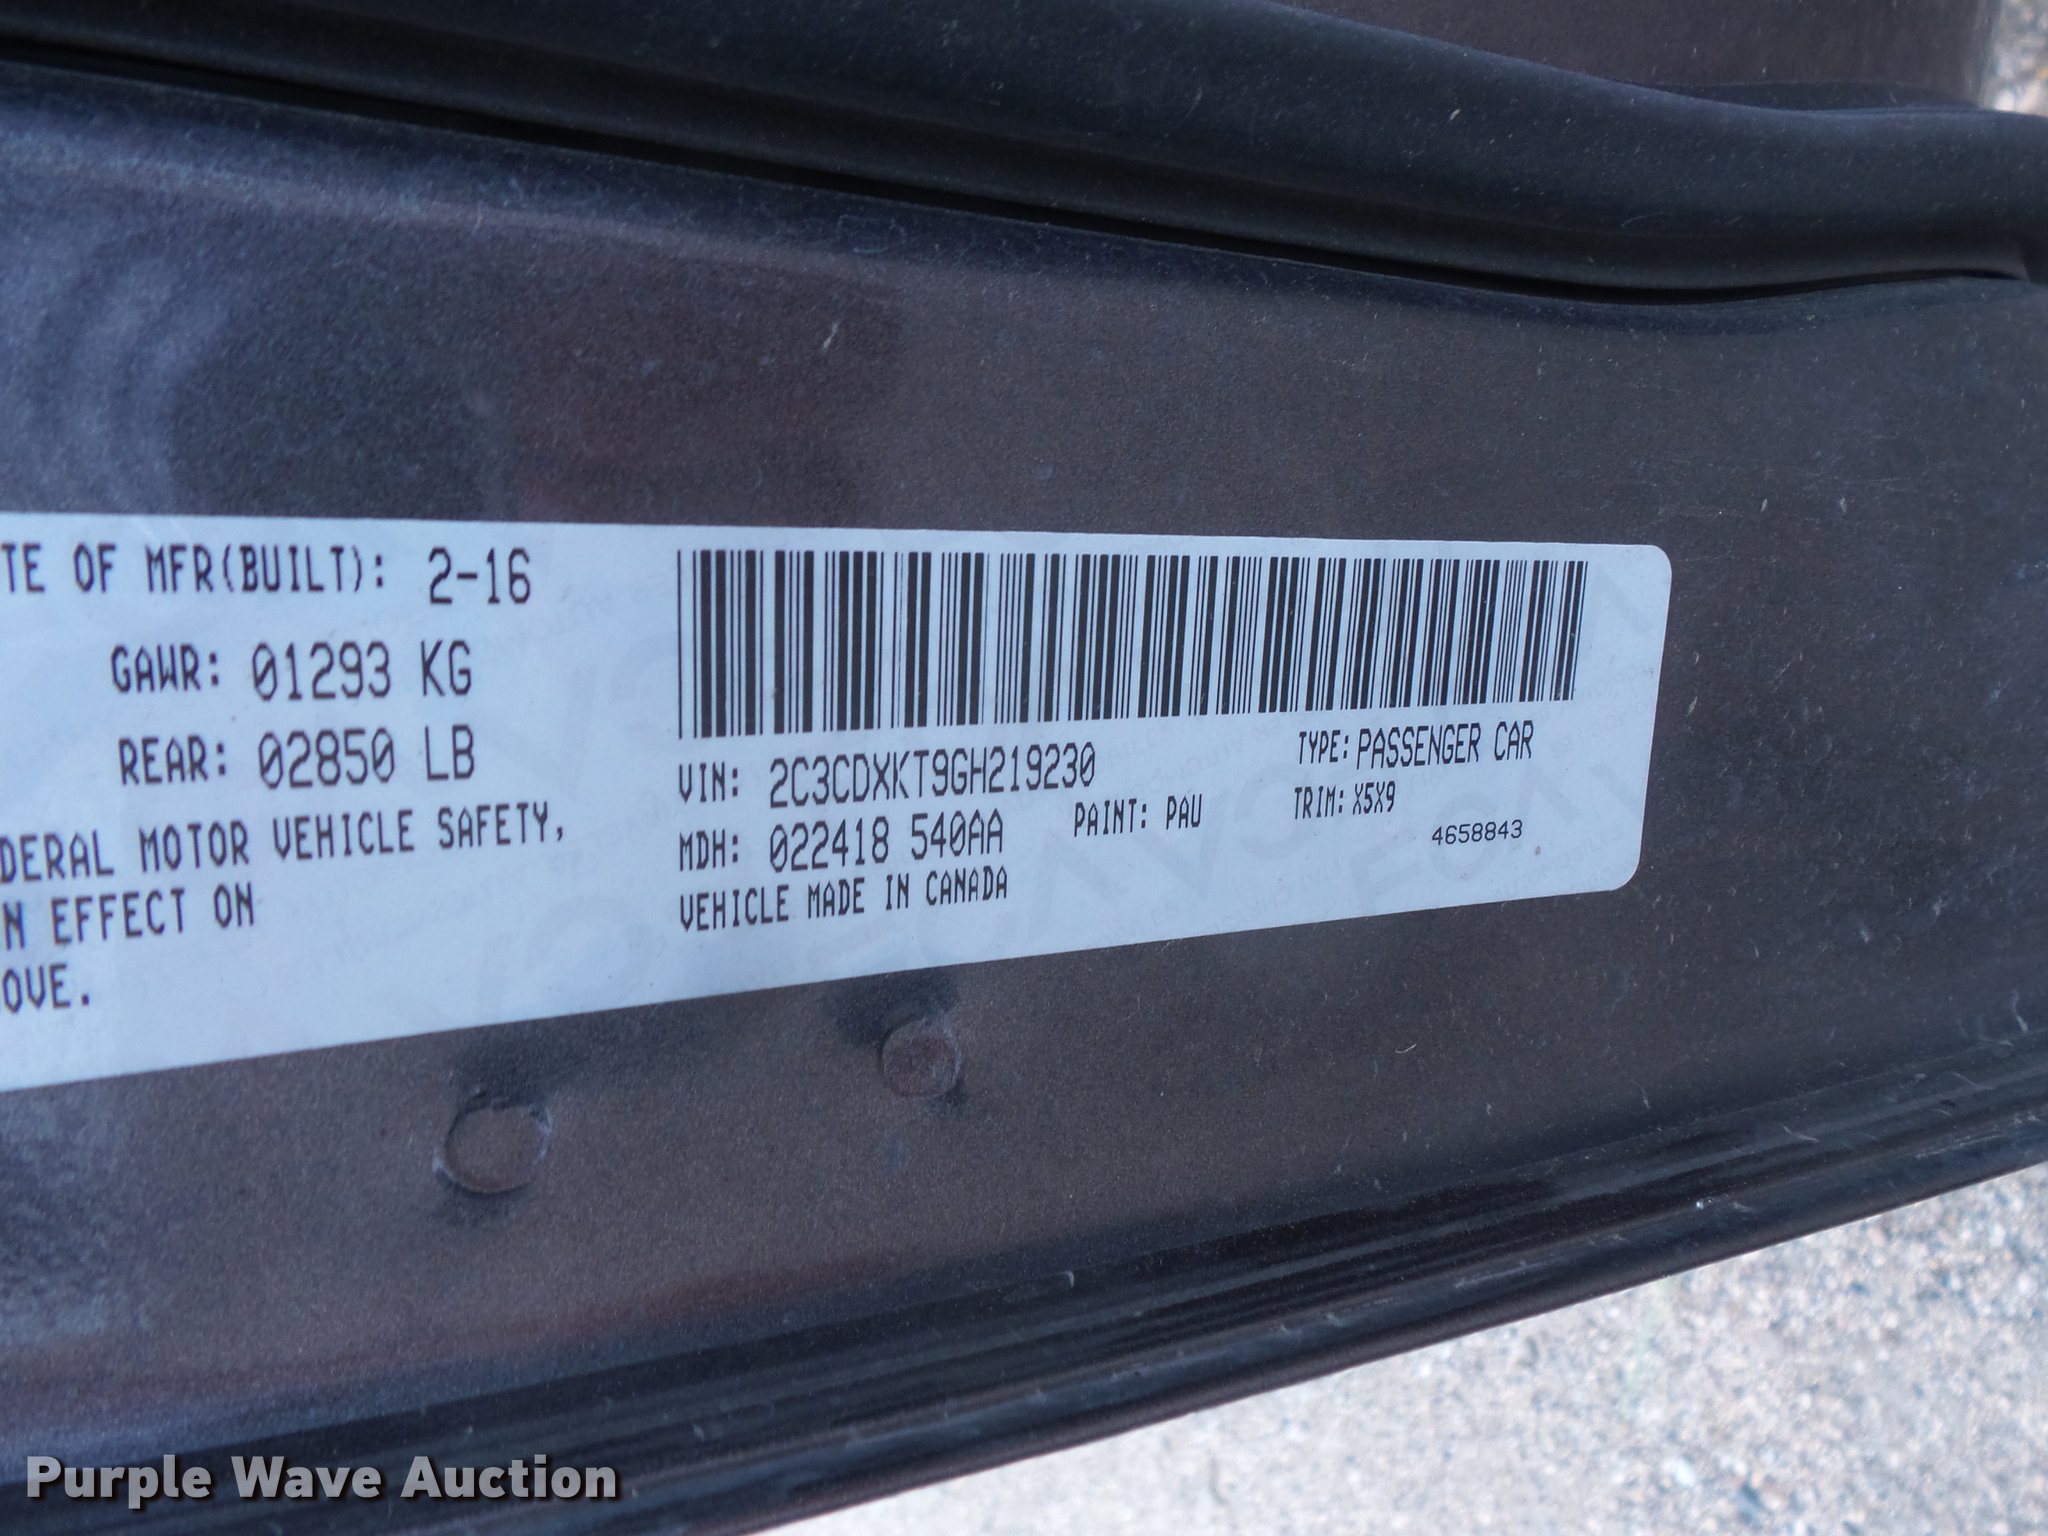 TE OF MFR(BUILT): 2-16
GAWR: 01293 KG
REAR: 02850 LB
DERAL MOTOR VEHICLE SAFETY,
N EFFECT ON
OVE.
VIN: 2C3CDXKT9GH219230
TYPE: PASSENGER CAR
MDH: 022418 540AA
PAINT: PAU
TRIM: X5X9
VEHICLE MADE IN CANADA
4658843
Purple Wave Auction